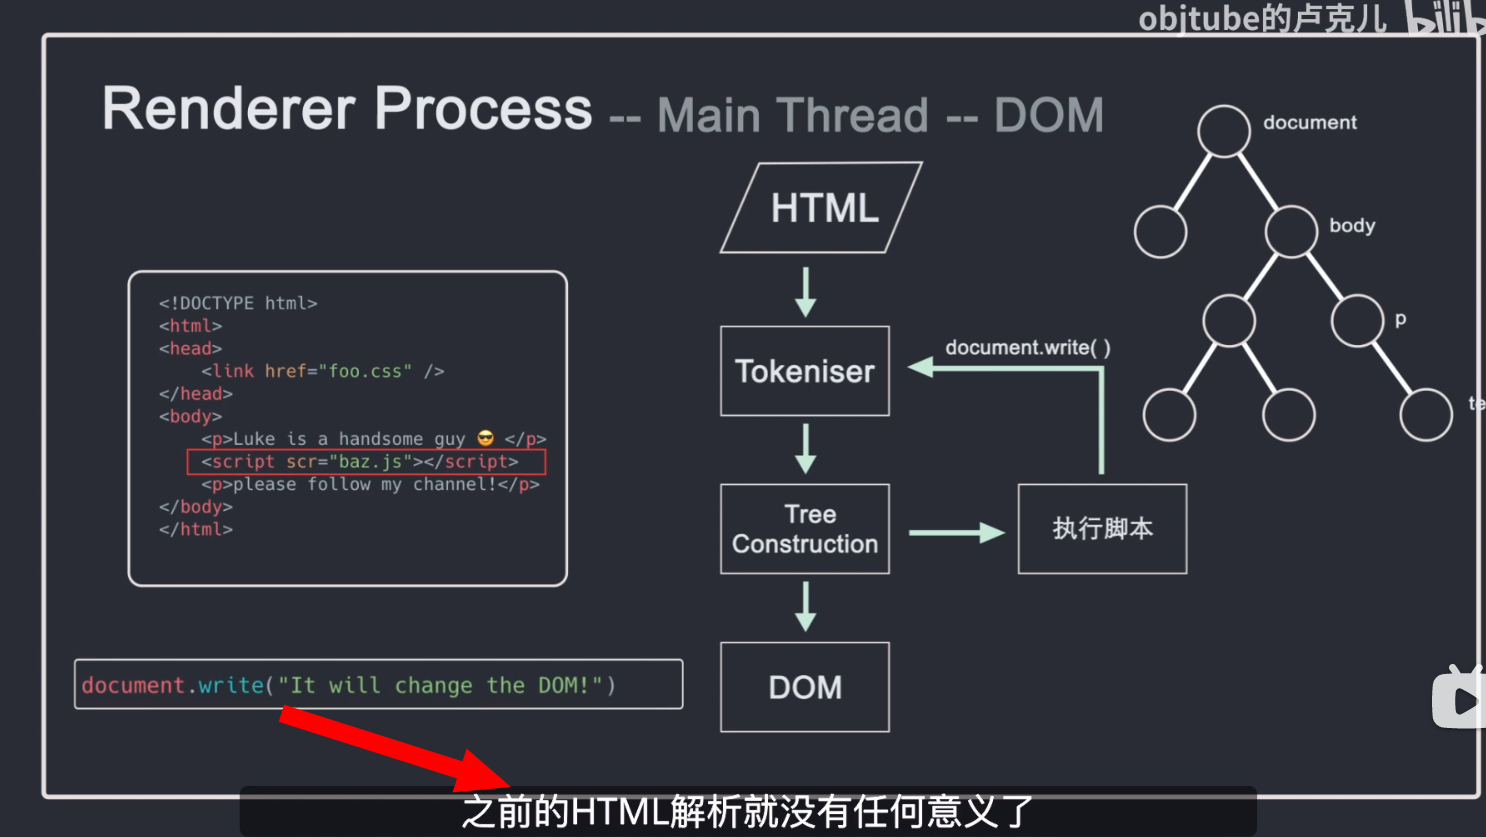 objtube的卢克儿 bilib
Renderer Process -- Main Thread -- DOM
document
body
p
te
HTML
Tokeniser
document.write( )
Tree
Construction
执行脚本
DOM
<!DOCTYPE html>
<html>
<head>
<link href="foo.css" />
</head>
<body>
<p>Luke is a handsome guy 😎 </p>
<script scr="baz.js"></script>
<p>please follow my channel!</p>
</body>
</html>
document.write("It will change the DOM!")
之前的HTML解析就没有任何意义了